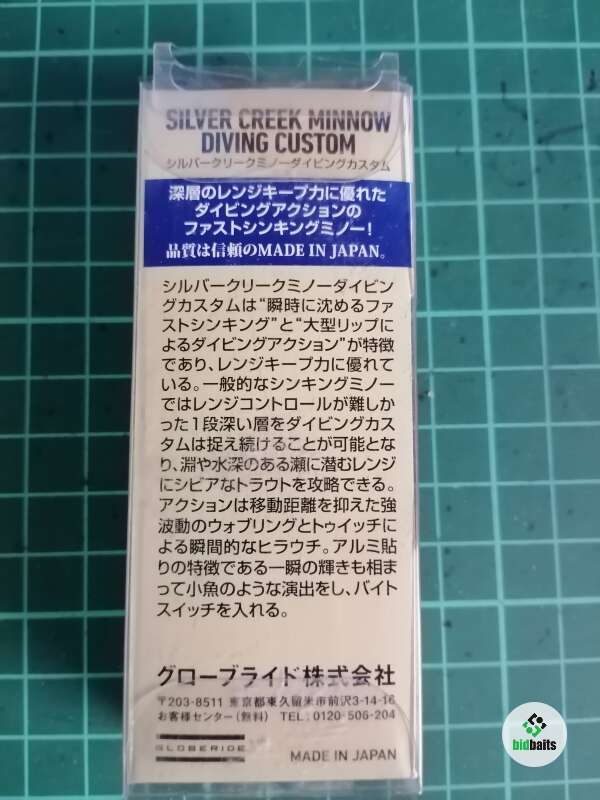 SILVER CREEK MINNOW
DIVING CUSTOM
シルバークリークミノーダイビングカスタム
深層のレンジキープ力に優れた
ダイビングアクションの
ファストシンキングミノー!
品質は信頼のMADE IN JAPAN。
シルバークリークミノーダイビン
グカスタムは“瞬時に沈めるファ
ストシンキング”と“大型リップに
よるダイビングアクション”が特徴
であり、レンジキープ力に優れて
いる。一般的なシンキングミノー
ではレンジコントロールが難しか
った1段深い層をダイビングカス
タムは捉え続けることが可能とな
り、淵や水深のある瀬に潜むレンジ
にシビアなトラウトを攻略できる。
アクションは移動距離を抑えた強
波動のウォブリングとトゥイッチに
よる瞬間的なヒラウチ。アルミ貼
りの特徴である一瞬の輝きも相ま
って小魚のような演出をし、バイト
スイッチを入れる。
グローブライド株式会社
〒203-8511 東京都東久留米市前沢3-14-16
お客様センター(無料) TEL:0120-506-204
GLOBERIDE
MADE IN JAPAN
bidbaits